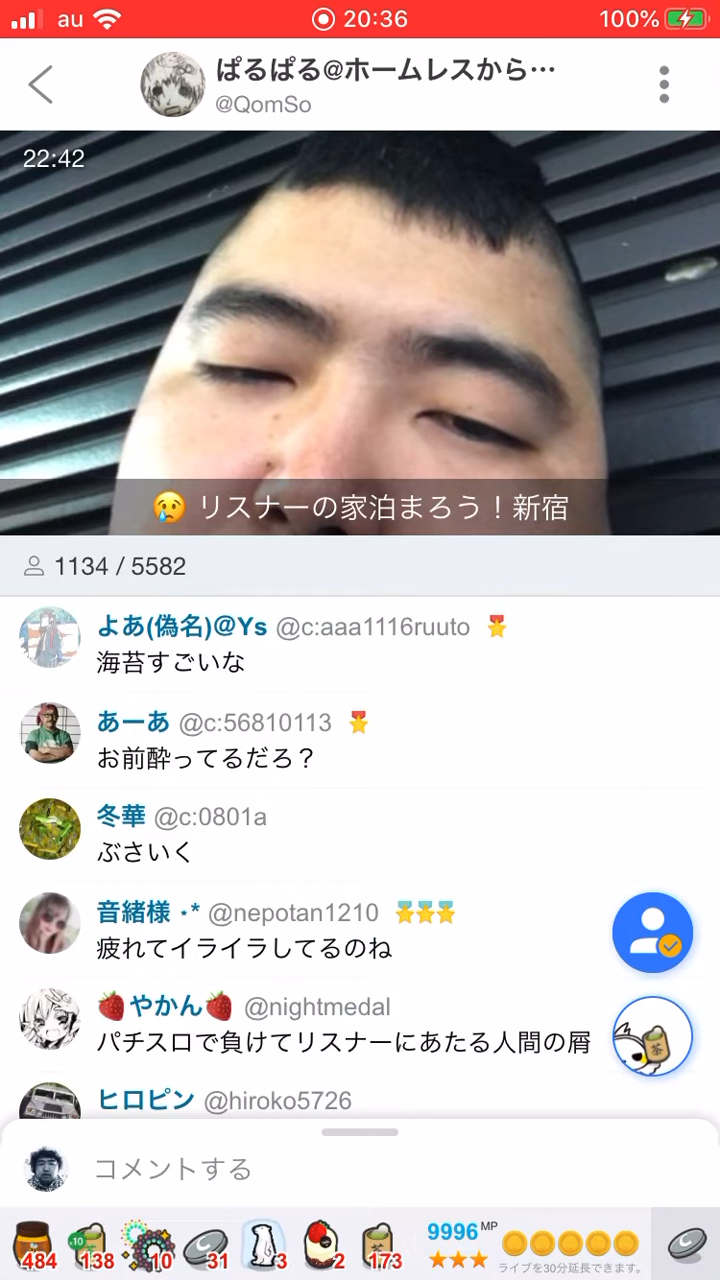 au 20:36 100%
ぱるぱる@ホームレスから…
@QomSo
22:42
😢 リスナーの家泊まろう！新宿
1134 / 5582
よあ(偽名)@Ys @c:aaa1116ruuto
海苔すごいな
あーあ @c:56810113
お前酔ってるだろ？
冬華 @c:0801a
ぶさいく
音緒様 ⋆* @nepotan1210
疲れてイライラしてるのね
🍓やかん🍓 @nightmedal
パチスロで負けてリスナーにあたる人間の屑
茶
ヒロピン @hiroko5726
コメントする
484 ×10 138 10 31 3 2 173 9996 MP
ライブを30分延長できます。